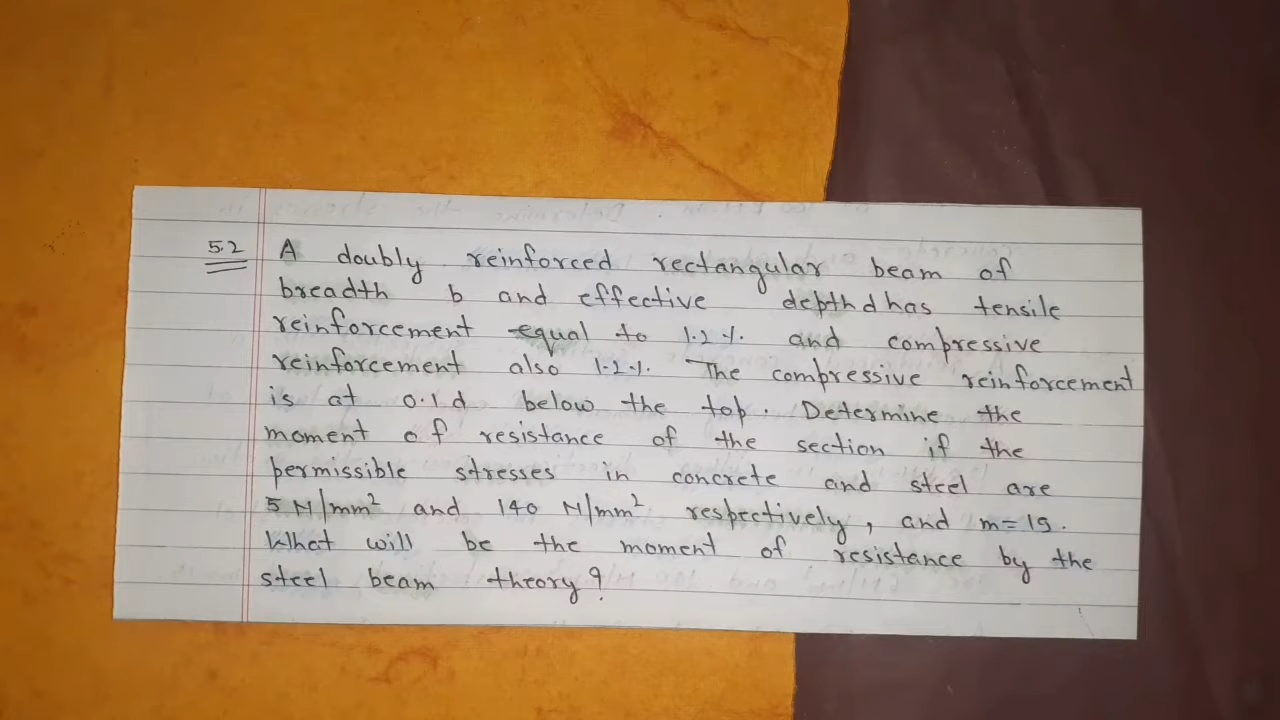 5.2 A doubly reinforced rectangular beam of
breadth b and effective depth d has tensile
reinforcement equal to 1.2 %. and compressive
reinforcement also 1.2%. The compressive reinforcement
is at 0.1 d below the top. Determine the
moment of resistance of the section if the
permissible stresses in concrete and steel are
5 N/mm² and 140 N/mm² respectively, and m = 19.
What will be the moment of resistance by the
steel beam theory?